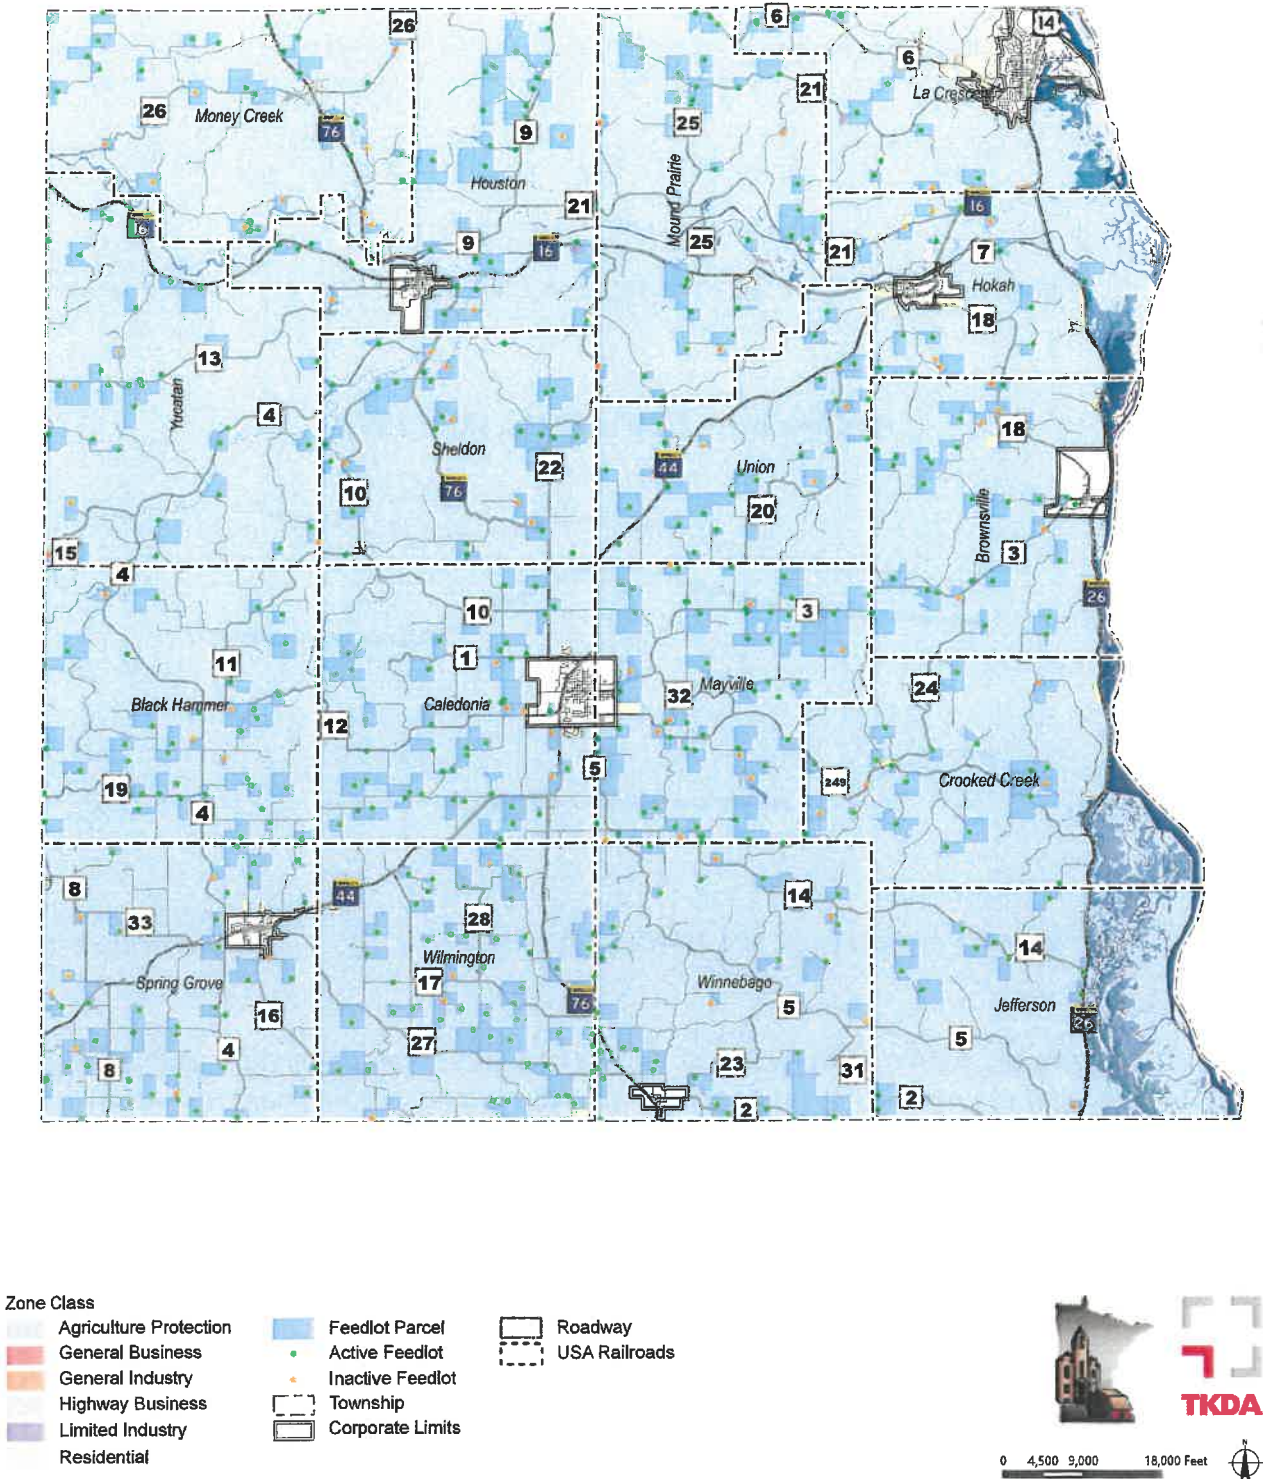 26
6
14
6
La Crescent
21
26
Money Creek
76
9
25
Houston
Mound Prairie
21
16
16
9
16
25
21
7
Hokah
18
13
Yucatan
4
Sheldon
18
22
44
Union
10
76
20
Brownsville
15
3
4
26
10
3
11
1
Mayville
24
32
Black Hammer
Caledonia
12
5
249
Crooked Creek
19
4
8
44
14
33
28
Wilmington
14
Spring Grove
17
Winnebago
76
5
Jefferson
16
26
27
5
4
23
8
31
2
2
Zone Class
Agriculture Protection
General Business
General Industry
Highway Business
Limited Industry
Residential
Feedlot Parcel
Active Feedlot
Inactive Feedlot
Township
Corporate Limits
Roadway
USA Railroads
TKDA
N
0 4,500 9,000 18,000 Feet